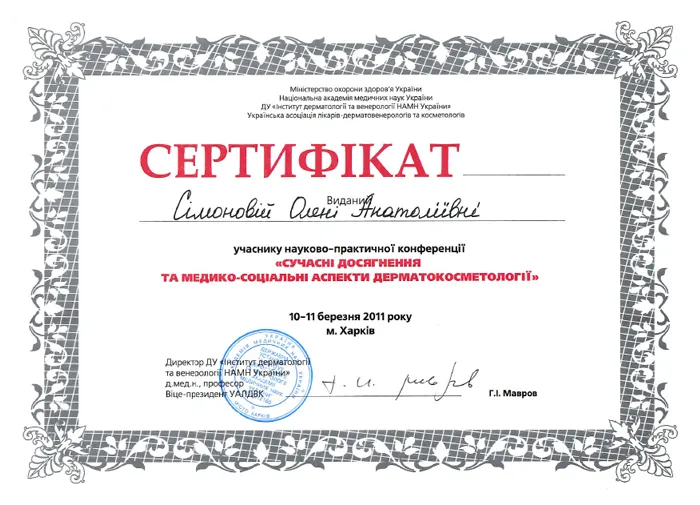 Міністерство охорони здоров'я України
Національна академія медичних наук України
ДУ «Інститут дерматології та венерології НАМН України»
Українська асоціація лікарів-дерматовенерологів та косметологів
СЕРТИФІКАТ
Виданий
Сімоновій Олені Анатоліївні
учаснику науково–практичної конференції
«СУЧАСНІ ДОСЯГНЕННЯ
ТА МЕДИКО-СОЦІАЛЬНІ АСПЕКТИ ДЕРМАТОКОСМЕТОЛОГІЇ»
10–11 березня 2011 року
м. Харків
Директор ДУ «Інститут дерматології
та венерології НАМН України»
д.мед.н., професор
Віце-президент УАЛДВК
Г.І. Мавров